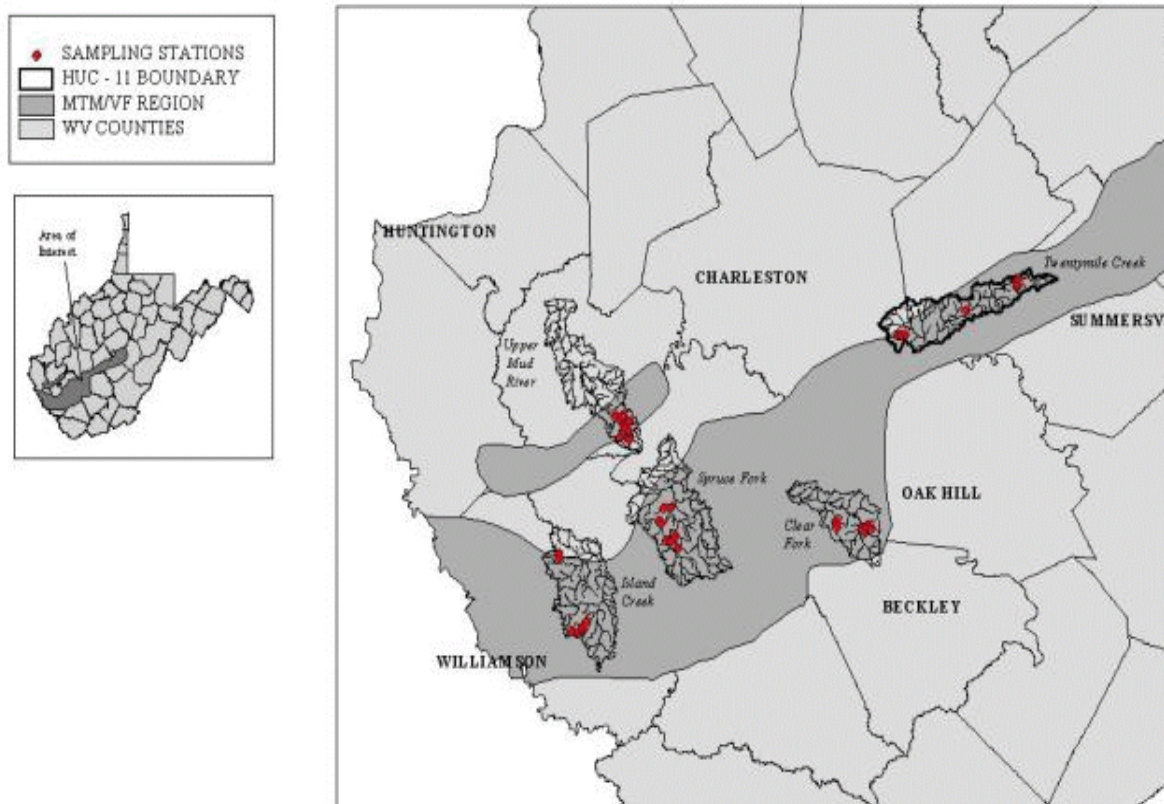 SAMPLING STATIONS
HUC - 11 BOUNDARY
MTM/VF REGION
WV COUNTIES
Area of
Interest
HUNTINGTON
CHARLESTON
Twentymile Creek
SUMMERSV
Upper
Mud
River
Spruce Fork
OAK HILL
Clear
Fork
Island
Creek
BECKLEY
WILLIAMSON